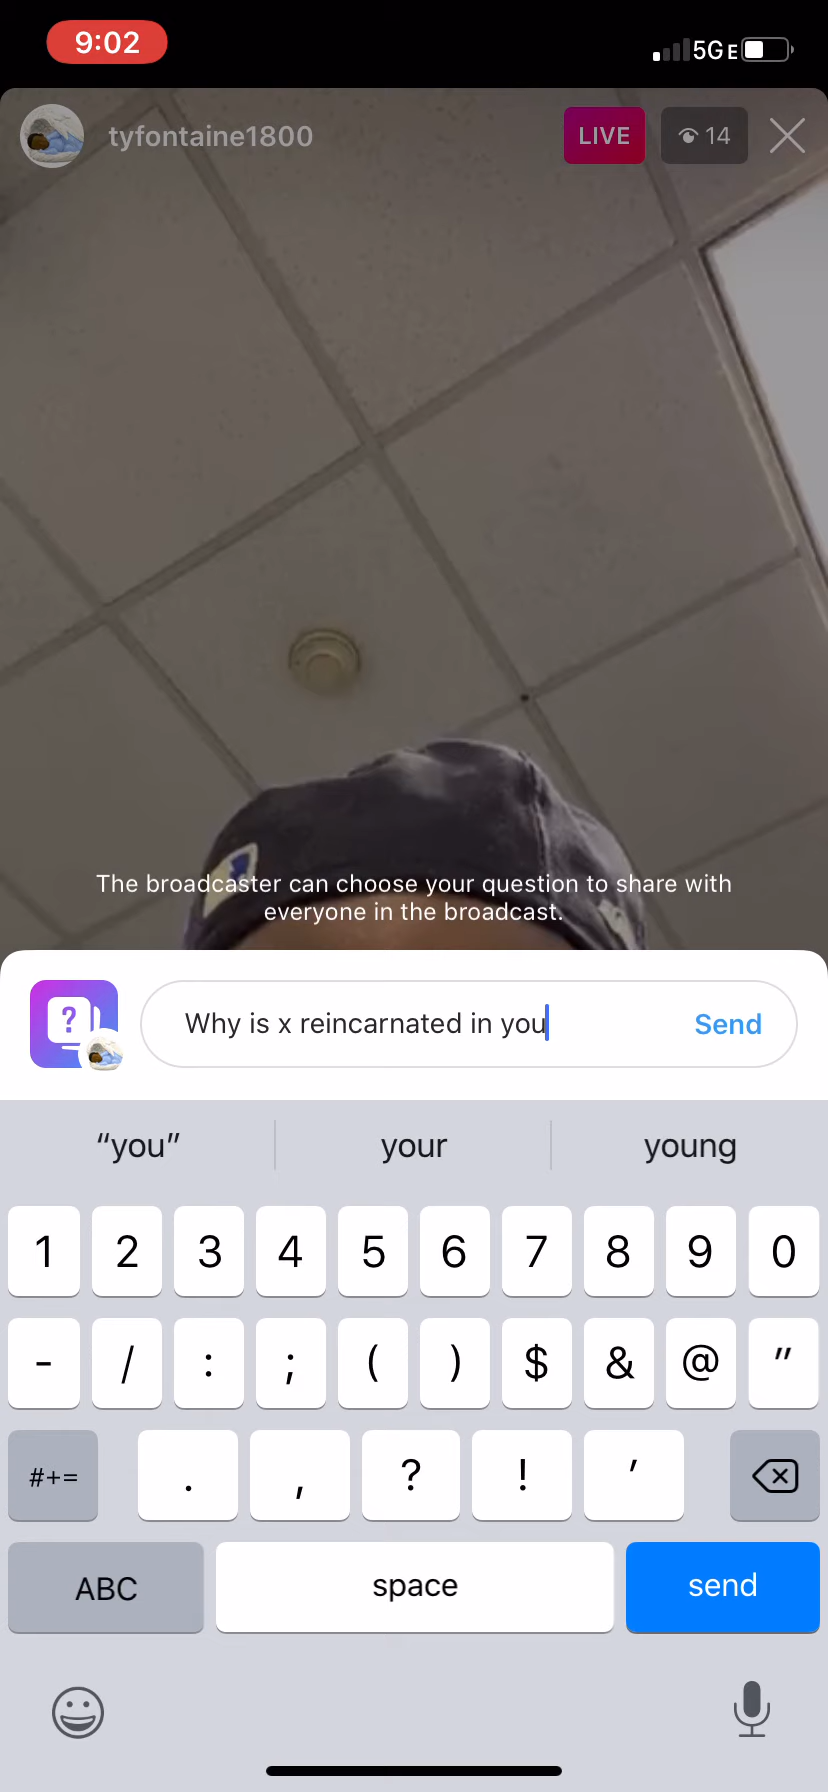 9:02
5G E
tyfontaine1800
LIVE
14
The broadcaster can choose your question to share with
everyone in the broadcast.
?
Why is x reincarnated in you
Send
“you” your young
1 2 3 4 5 6 7 8 9 0
- / : ; ( ) $ & @ "
#+= . , ? ! ’
ABC space send